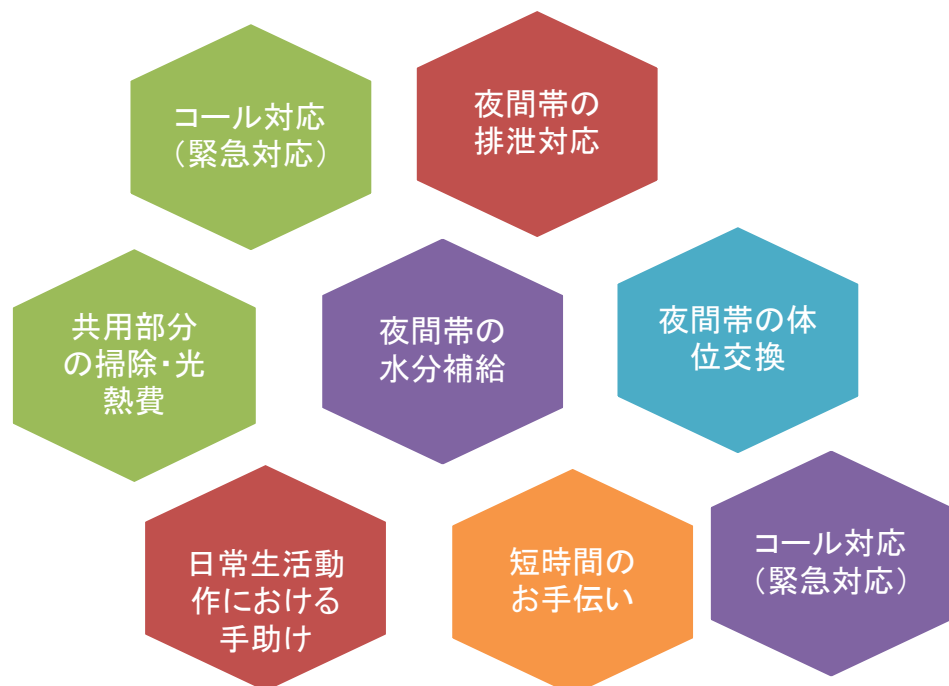 コール対応
（緊急対応）
夜間帯の
排泄対応
共用部分
の掃除・光
熱費
夜間帯の
水分補給
夜間帯の体
位交換
日常生活動
作における
手助け
短時間の
お手伝い
コール対応
（緊急対応）